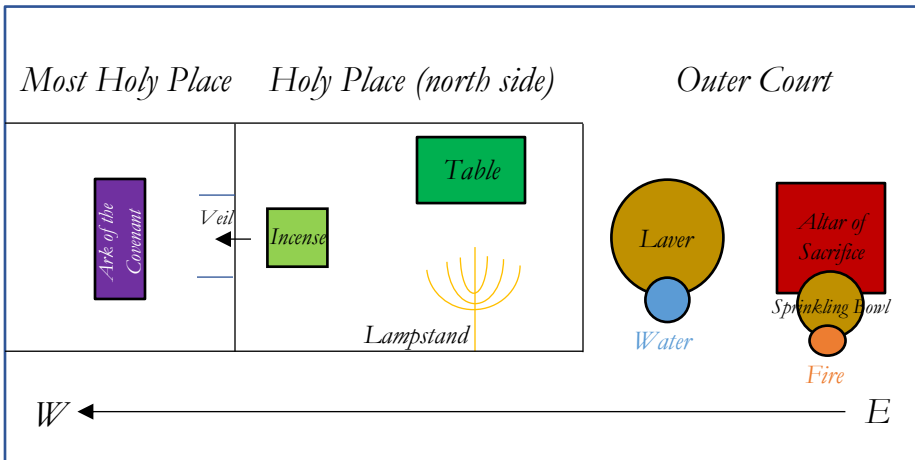 Most Holy Place
Holy Place (north side)
Outer Court
Ark of the
Covenant
Veil
Incense
Table
Lampstand
Laver
Water
Altar of
Sacrifice
Sprinkling Bowl
Fire
W
E